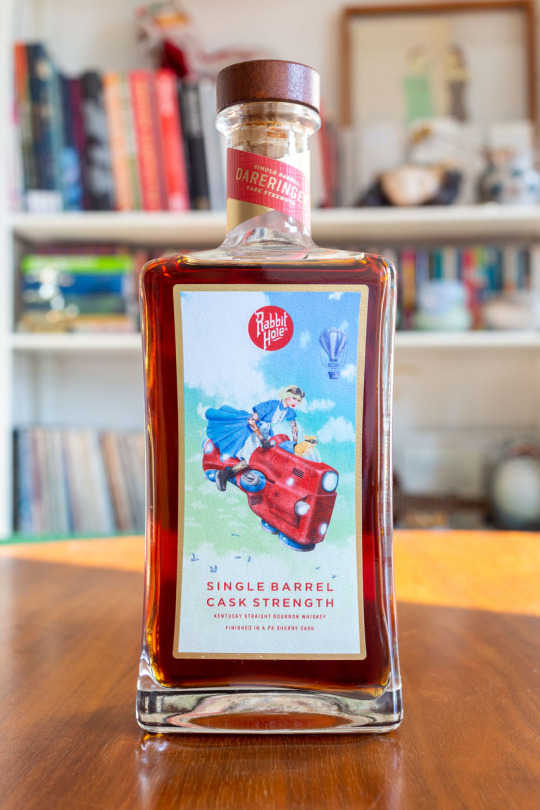 SINGLE BARREL
DARERINGER
CASK STRENGTH
Rabbit
Hole
SINGLE BARREL
CASK STRENGTH
KENTUCKY STRAIGHT BOURBON WHISKEY
FINISHED IN A PX SHERRY CASK